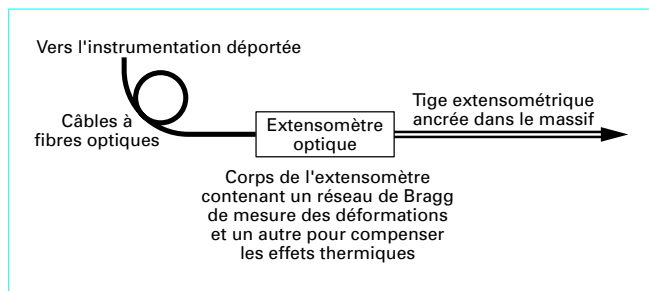 Vers l'instrumentation déportée
Câbles à
fibres optiques
Extensomètre
optique
Tige extensométrique
ancrée dans le massif
Corps de l'extensomètre
contenant un réseau de Bragg
de mesure des déformations
et un autre pour compenser
les effets thermiques